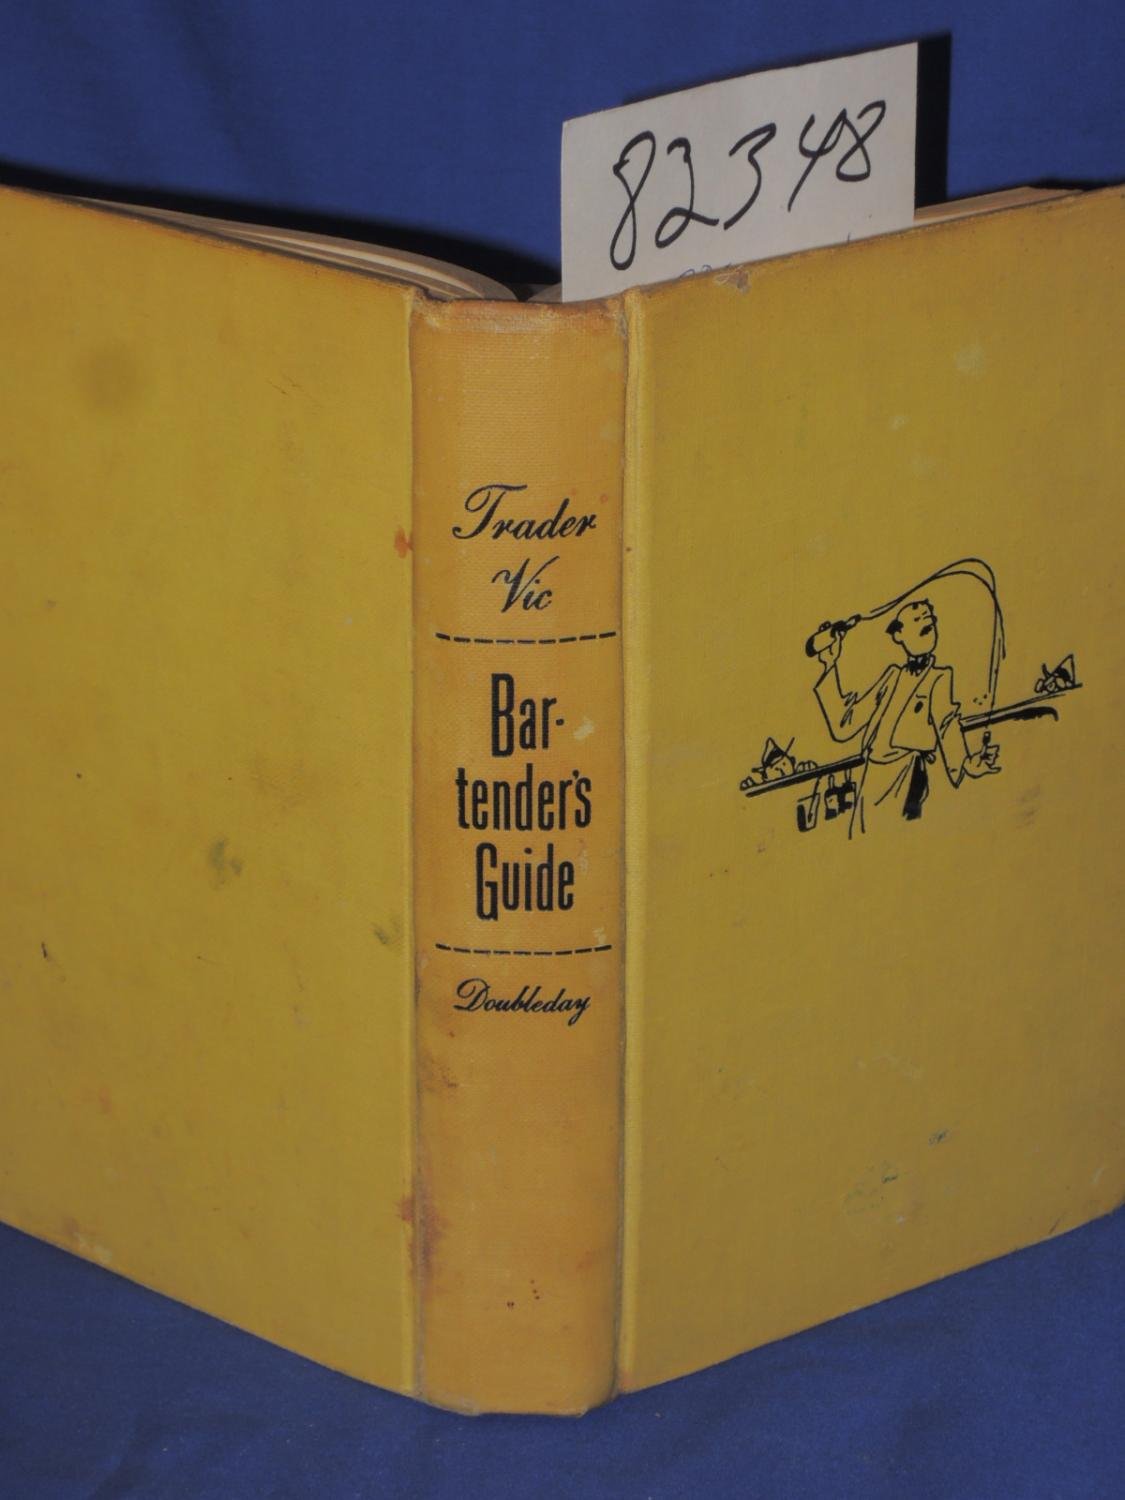 82348
Trader
Vic
Bar-
tender's
Guide
Doubleday